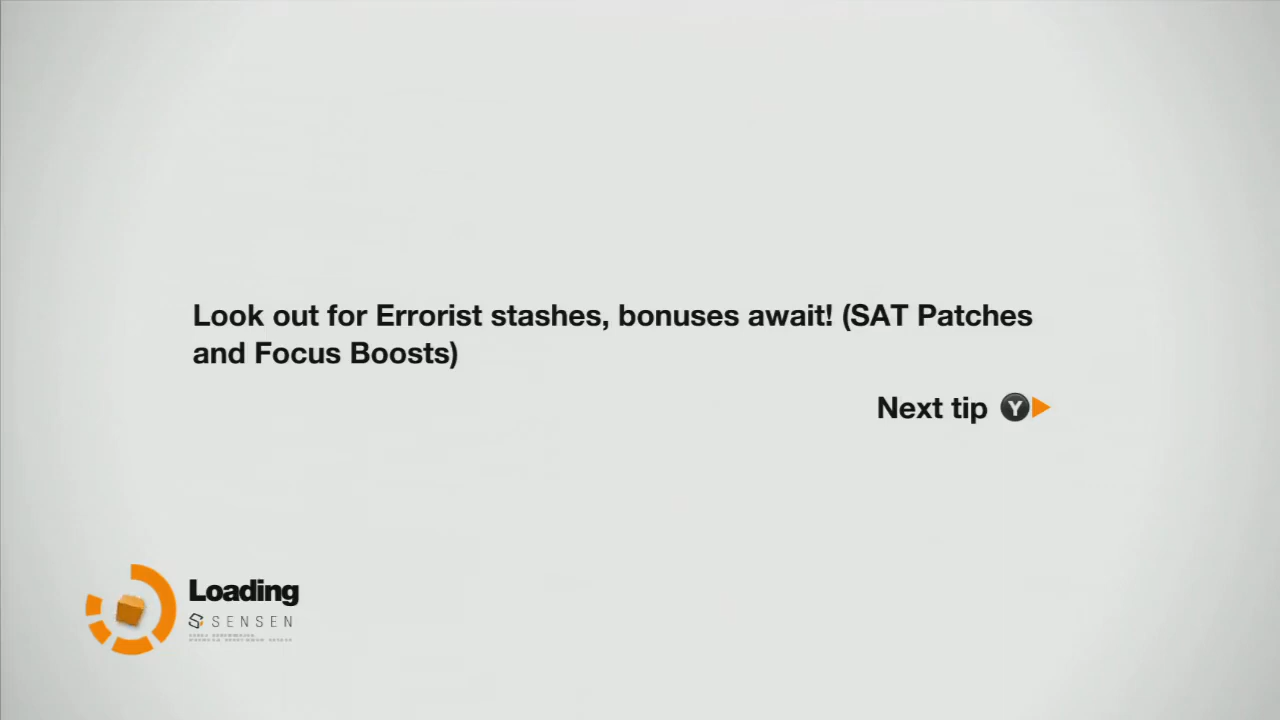 Look out for Errorist stashes, bonuses await! (SAT Patches
and Focus Boosts)
Next tip Y
Loading
SENSEN